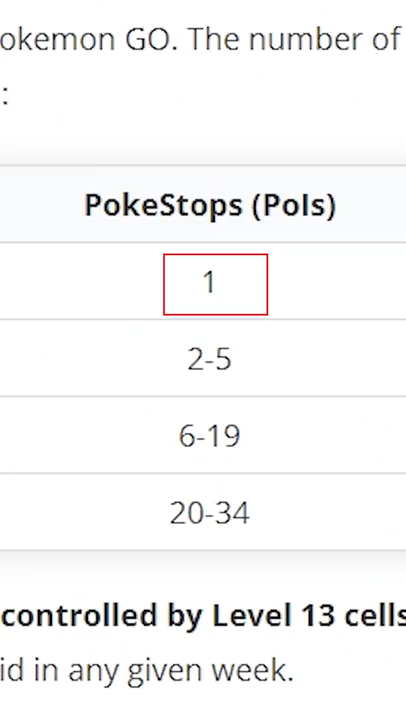 okemon GO. The number of
:
PokeStops (PoIs)
1
2-5
6-19
20-34
controlled by Level 13 cells
id in any given week.